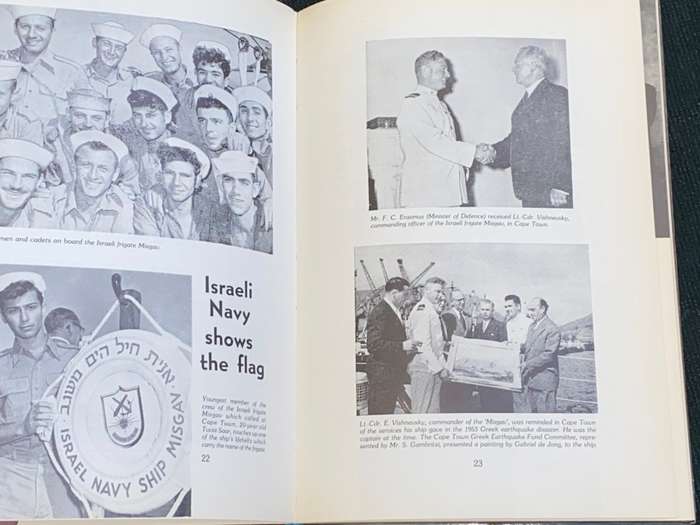 men and cadets on board the Israeli frigate Misgav.
Israeli
Navy
shows
the flag
אנית חיל הים משגב
ISRAEL NAVY SHIP MISGAV
Youngest member of the
crew of the Israeli frigate
Misgav which called at
Cape Town, 19-year-old
Tuvia Saar, touches up one
of the ship's lifebelts which
carry the name of the frigate.
22
Mr. F. C. Erasmus (Minister of Defence) received Lt.-Cdr. Vishnevsky,
commanding officer of the Israeli frigate Misgav, in Cape Town.
Lt.-Cdr. E. Vishnevsky, commander of the 'Misgav', was reminded in Cape Town
of the services his ship gave in the 1953 Greek earthquake disaster. He was the
captain at the time. The Cape Town Greek Earthquake Fund Committee, repre-
sented by Mr. S. presented a painting by Gabriel de Jong, to the ship
23